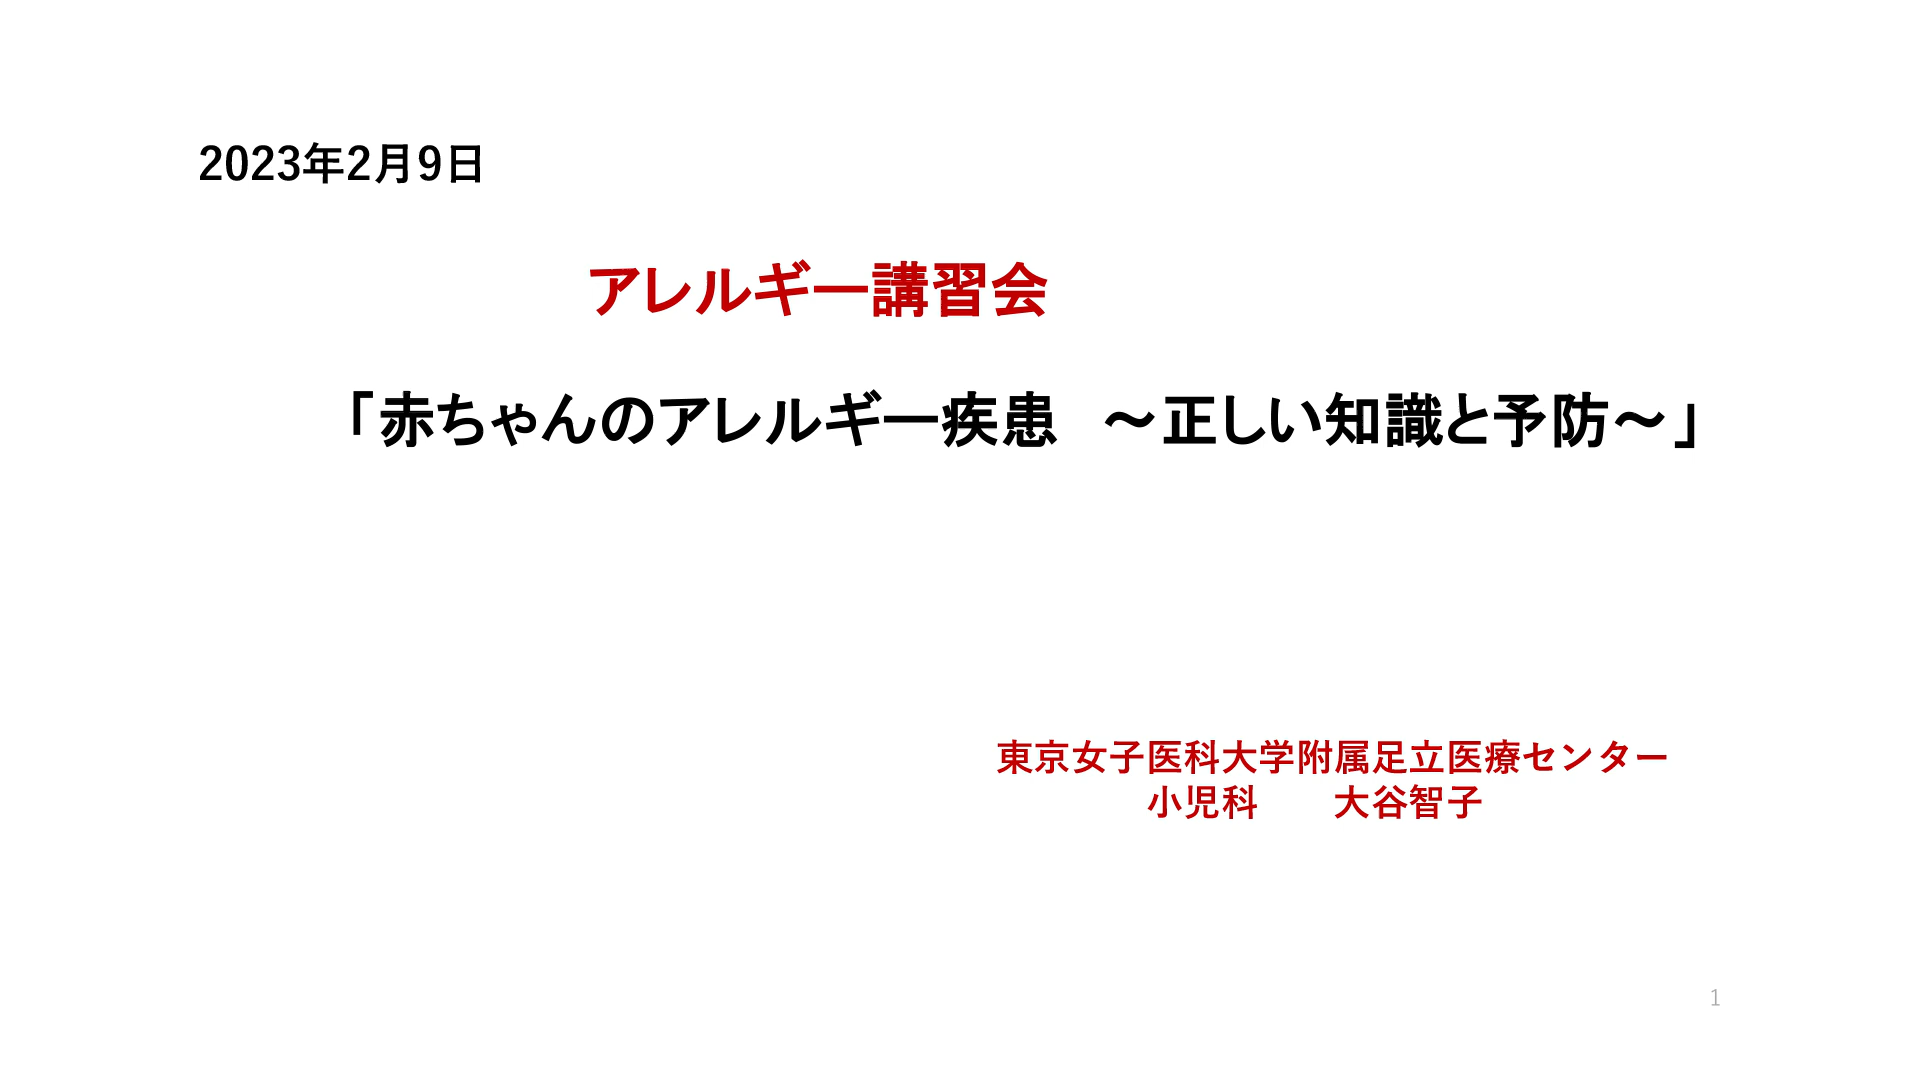 2023年2月9日
アレルギー講習会
「赤ちゃんのアレルギー疾患　～正しい知識と予防～」
東京女子医科大学附属足立医療センター
小児科　　大谷智子
1